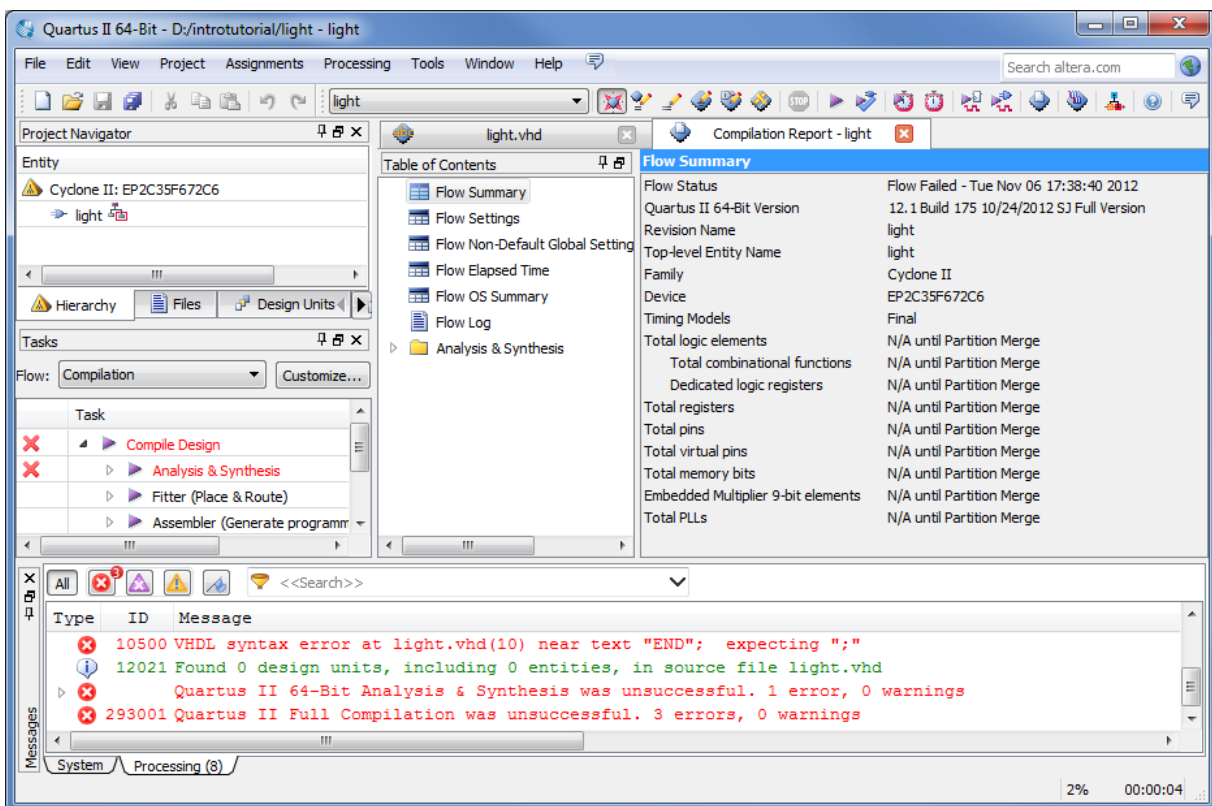 Quartus II 64-Bit - D:/introtutorial/light - light
File Edit View Project Assignments Processing Tools Window Help
Search altera.com
light
STOP
Project Navigator
Entity
Cyclone II: EP2C35F672C6
light
Hierarchy Files Design Units
Tasks
Flow: Compilation Customize...
Task
Compile Design
Analysis & Synthesis
Fitter (Place & Route)
Assembler (Generate programm
light.vhd
Compilation Report - light
Table of Contents
Flow Summary
Flow Settings
Flow Non-Default Global Setting
Flow Elapsed Time
Flow OS Summary
Flow Log
Analysis & Synthesis
Flow Summary
Flow Status Flow Failed - Tue Nov 06 17:38:40 2012
Quartus II 64-Bit Version 12.1 Build 175 10/24/2012 SJ Full Version
Revision Name light
Top-level Entity Name light
Family Cyclone II
Device EP2C35F672C6
Timing Models Final
Total logic elements N/A until Partition Merge
Total combinational functions N/A until Partition Merge
Dedicated logic registers N/A until Partition Merge
Total registers N/A until Partition Merge
Total pins N/A until Partition Merge
Total virtual pins N/A until Partition Merge
Total memory bits N/A until Partition Merge
Embedded Multiplier 9-bit elements N/A until Partition Merge
Total PLLs N/A until Partition Merge
All 3 <<Search>>
Type ID Message
10500 VHDL syntax error at light.vhd(10) near text "END"; expecting ";"
12021 Found 0 design units, including 0 entities, in source file light.vhd
Quartus II 64-Bit Analysis & Synthesis was unsuccessful. 1 error, 0 warnings
293001 Quartus II Full Compilation was unsuccessful. 3 errors, 0 warnings
Messages
System Processing (8)
2% 00:00:04